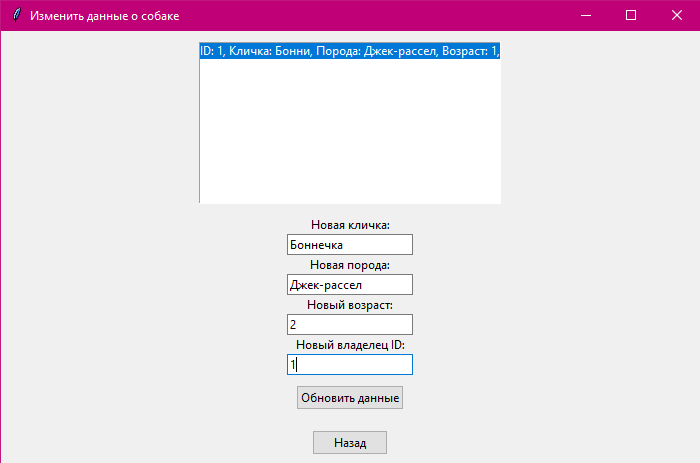 Изменить данные о собаке
ID: 1, Кличка: Бонни, Порода: Джек-рассел, Возраст: 1,
Новая кличка:
Боннечка
Новая порода:
Джек-рассел
Новый возраст:
2
Новый владелец ID:
1
Обновить данные
Назад